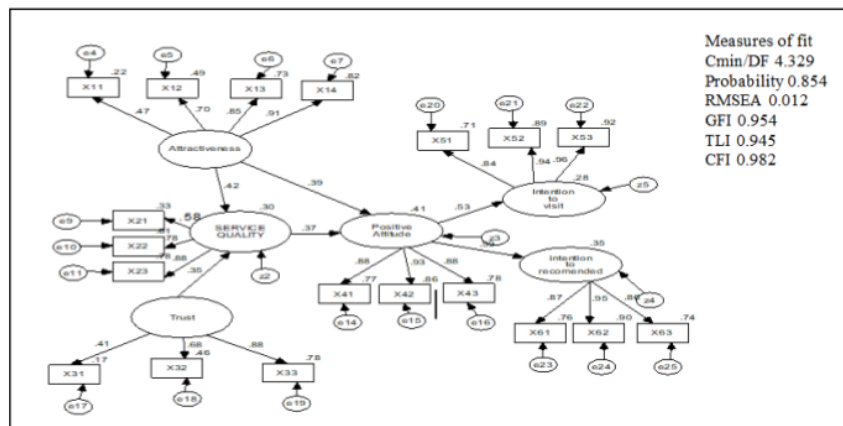 Measures of fit
Cmin/DF 4.329
Probability 0.854
RMSEA 0.012
GFI 0.954
TLI 0.945
CFI 0.982
e4
e5
e6
e7
.22
.49
.73
.82
X11
X12
X13
X14
.47
.70
.85
.91
Attractiveness
.42
.39
e20
e21
e22
.71
.89
.92
X51
X52
X53
.84
.94
.96
.28
Intention
to
visit
z5
.53
.33
e9
X21
.30
SERVICE
QUALITY
.37
.41
Positive
Attitude
z3
e10
X22
.78
e11
X23
.88
.35
z2
.35
Intention
to
recomended
z4
.88
.93
.88
.77
.86
.78
X41
X42
X43
e14
e15
e16
.87
.95
.76
.90
.74
X61
X62
X63
e23
e24
e25
Trust
.41
.68
.88
.17
.46
.78
X31
X32
X33
e17
e18
e19